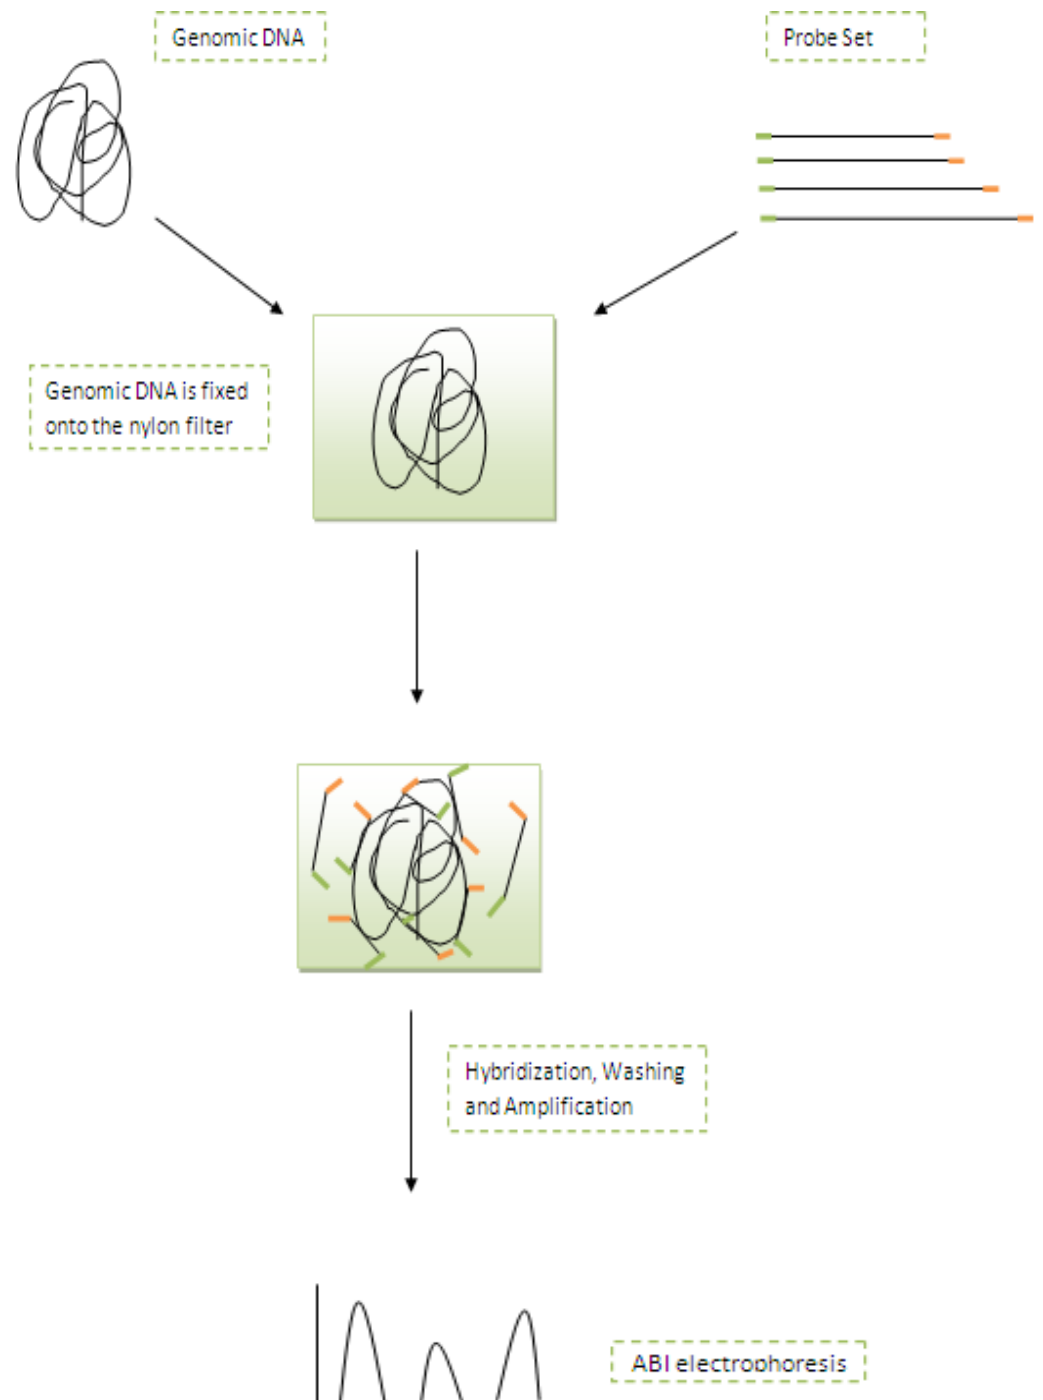 Genomic DNA
Probe Set
Genomic DNA is fixed
onto the nylon filter
Hybridization, Washing
and Amplification
ABI electrophoresis